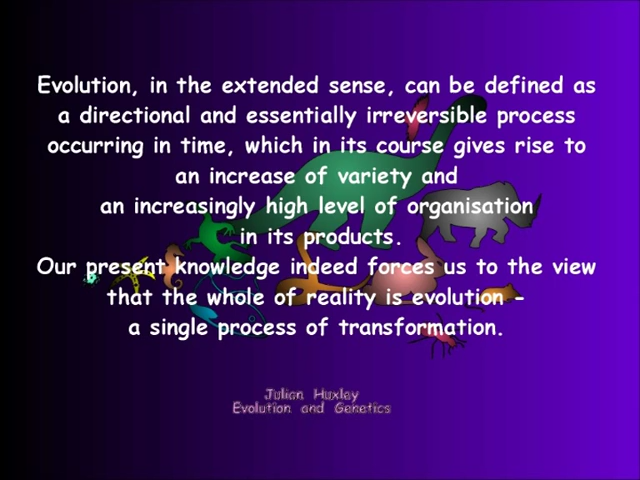 Evolution, in the extended sense, can be defined as
a directional and essentially irreversible process
occurring in time, which in its course gives rise to
an increase of variety and
an increasingly high level of organisation
in its products.
Our present knowledge indeed forces us to the view
that the whole of reality is evolution -
a single process of transformation.
Julian Huxley
Evolution and Genetics